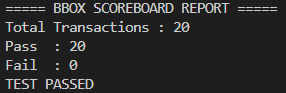 ===== BBOX SCOREBOARD REPORT =====
Total Transactions : 20
Pass  : 20
Fail  : 0
TEST PASSED